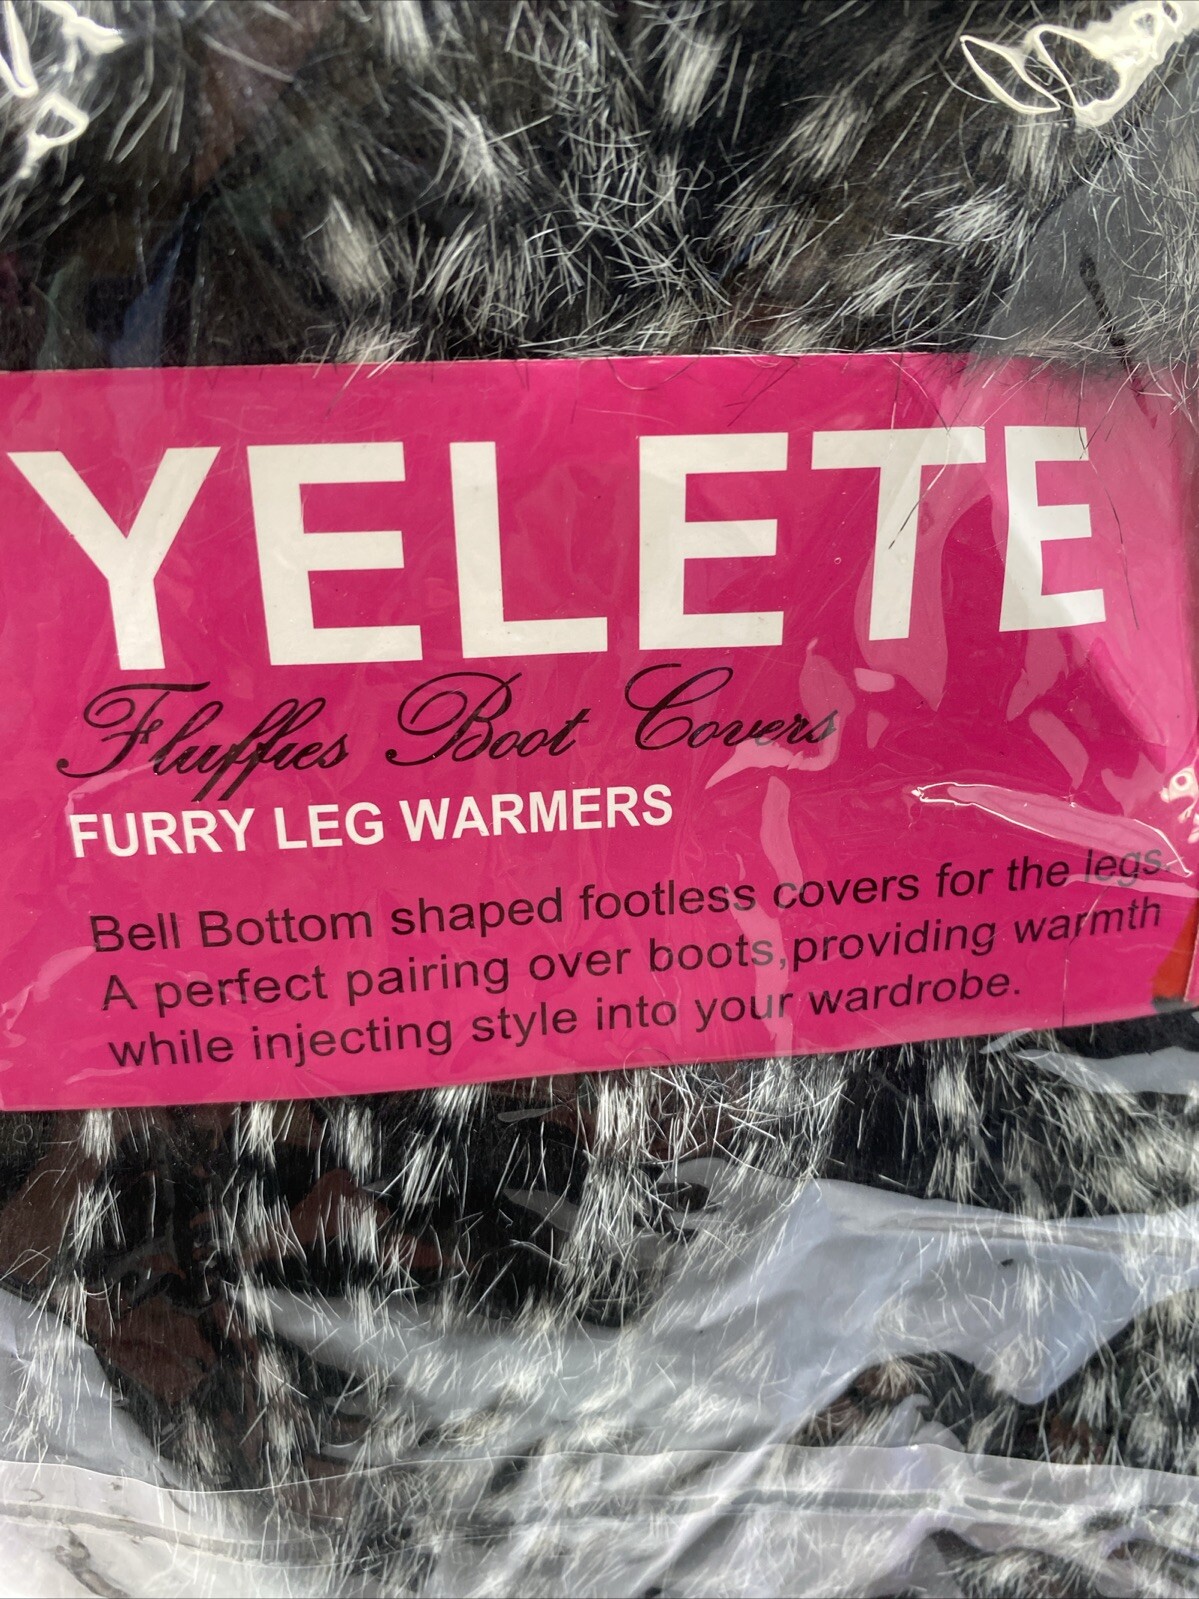 YELETE
Fluffies Boot Covers
FURRY LEG WARMERS
Bell Bottom shaped footless covers for the legs.
A perfect pairing over boots,providing warmth
while injecting style into your wardrobe.